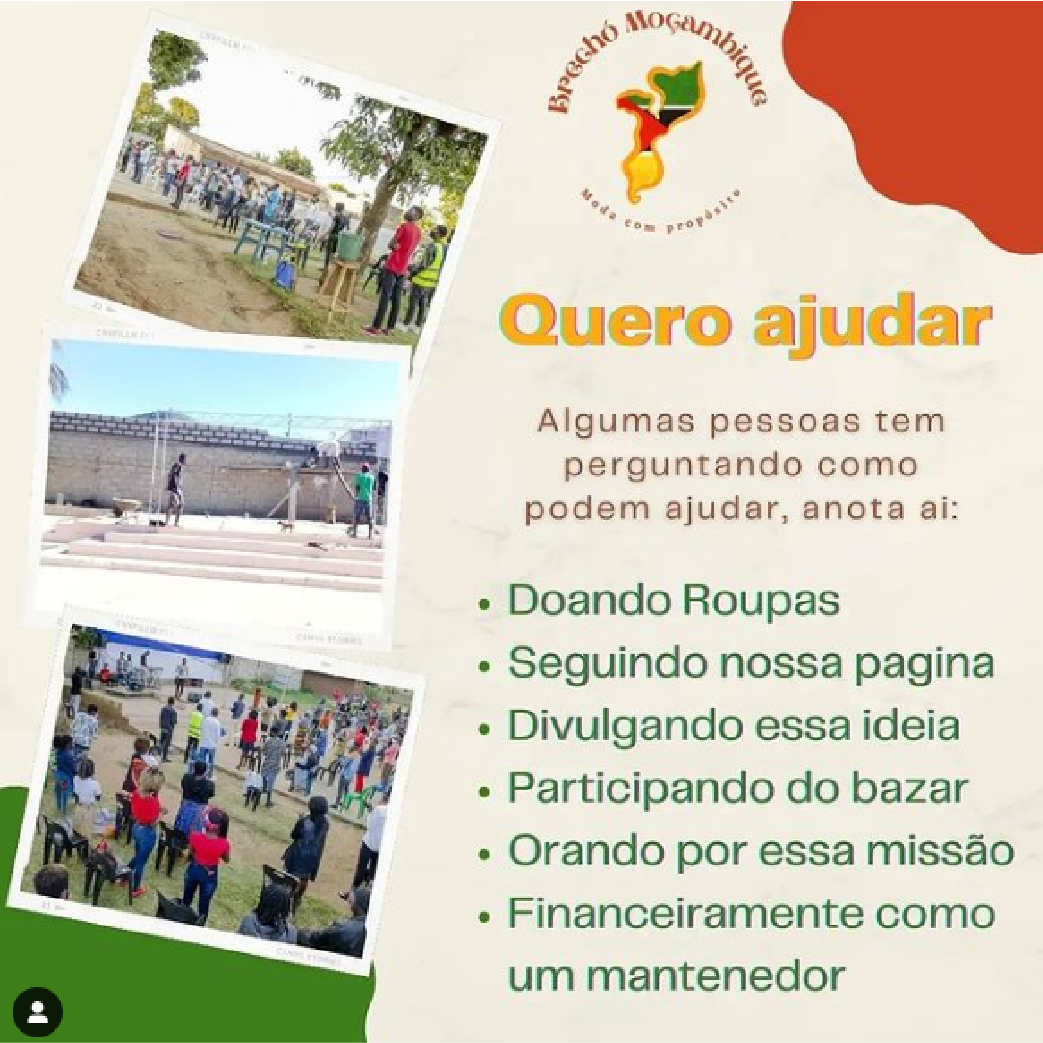 Brechó Moçambique
Moda com propósito
Quero ajudar
Algumas pessoas tem
perguntando como
podem ajudar, anota ai:
• Doando Roupas
• Seguindo nossa pagina
• Divulgando essa ideia
• Participando do bazar
• Orando por essa missão
• Financeiramente como
um mantenedor